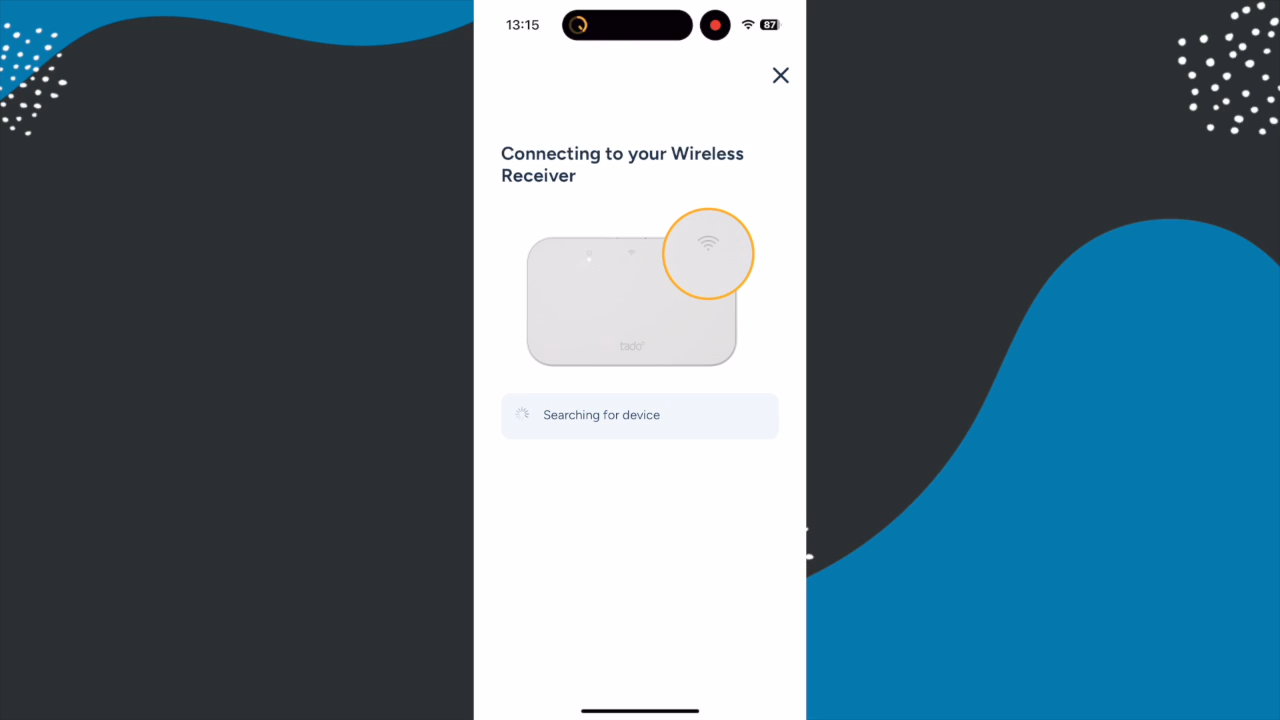 13:15
87
Connecting to your Wireless
Receiver
tado°
Searching for device